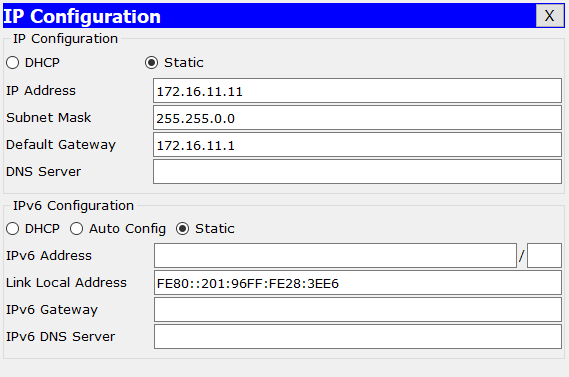 IP Configuration X
IP Configuration
DHCP Static
IP Address 172.16.11.11
Subnet Mask 255.255.0.0
Default Gateway 172.16.11.1
DNS Server
IPv6 Configuration
DHCP Auto Config Static
IPv6 Address /
Link Local Address FE80::201:96FF:FE28:3EE6
IPv6 Gateway
IPv6 DNS Server